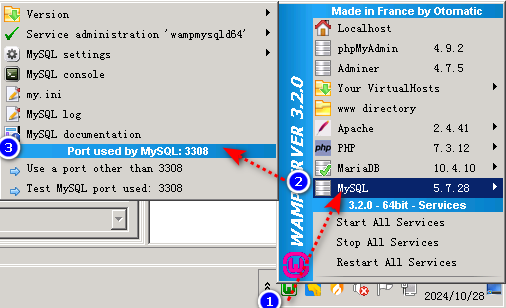 Version
Service administration 'wampmysqld64'
MySQL settings
MySQL console
my.ini
MySQL log
MySQL documentation
Port used by MySQL: 3308
Use a port other than 3308
Test MySQL port used: 3308
3
Made in France by Otomatic
Localhost
phpMyAdmin 4.9.2
Adminer 4.7.5
Your VirtualHosts
www directory
Apache 2.4.41
php PHP 7.3.12
MariaDB 10.4.10
2
MySQL 5.7.28
3.2.0 - 64bit - Services
Start All Services
Stop All Services
Restart All Services
WAMPSERVER 3.2.0
1
2024/10/28